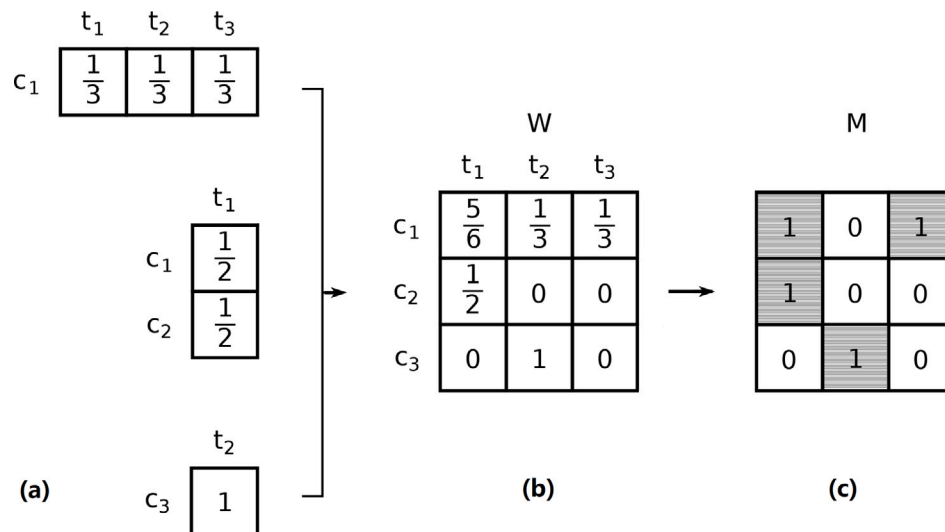 t₁ t₂ t₃
c₁ 1/3 1/3 1/3
t₁
c₁ 1/2
c₂ 1/2
t₂
c₃ 1
(a)
W
t₁ t₂ t₃
c₁ 5/6 1/3 1/3
c₂ 1/2 0 0
c₃ 0 1 0
(b)
M
1 0 1
1 0 0
0 1 0
(c)